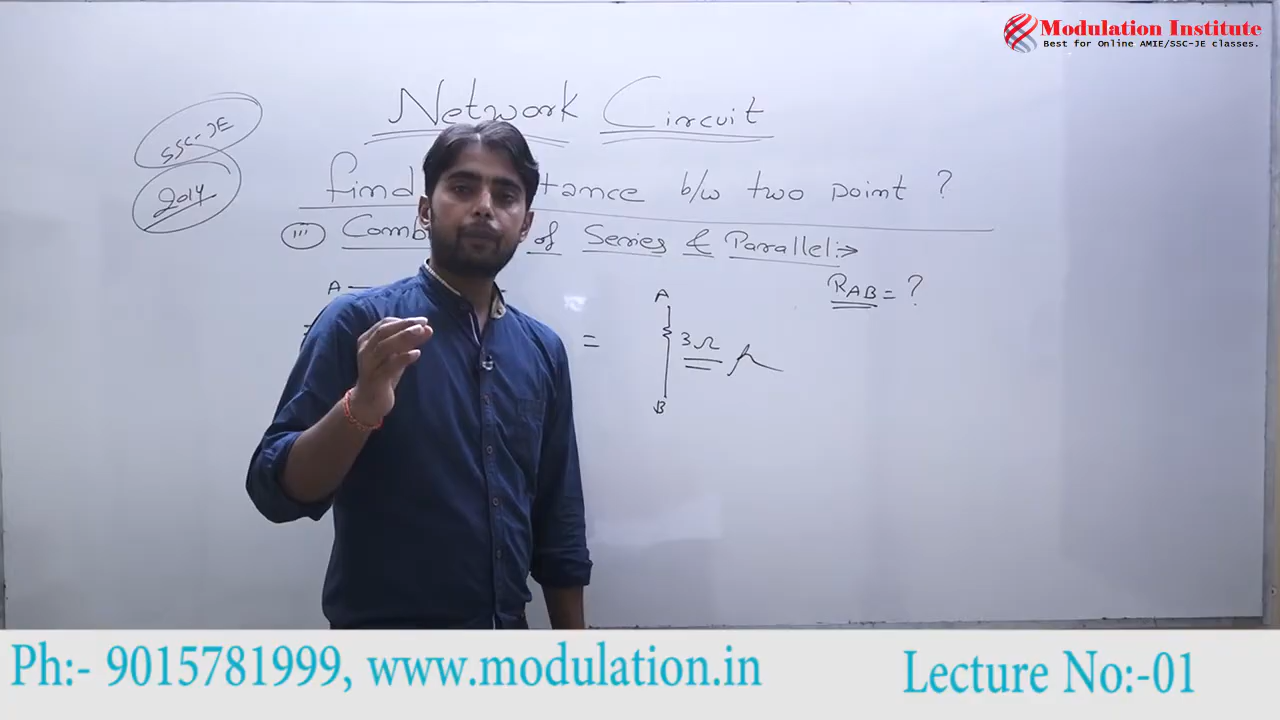 Modulation Institute
Best for Online AMIE/SSC-JE classes.
Network Circuit
SSC-JE
2014
find tance b/w two point ?
(iii) Comb of Series & Parallel:→
RAB = ?
A
A
=
3Ω
B
Ph:- 9015781999, www.modulation.in
Lecture No:-01